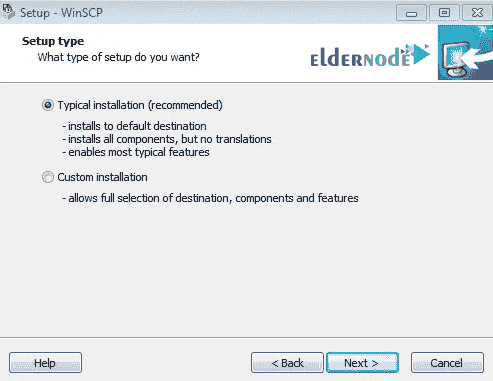 Setup - WinSCP
Setup type
What type of setup do you want?
ELDERNODE
Typical installation (recommended)
- installs to default destination
- installs all components, but no translations
- enables most typical features
Custom installation
- allows full selection of destination, components and features
Help
< Back
Next >
Cancel